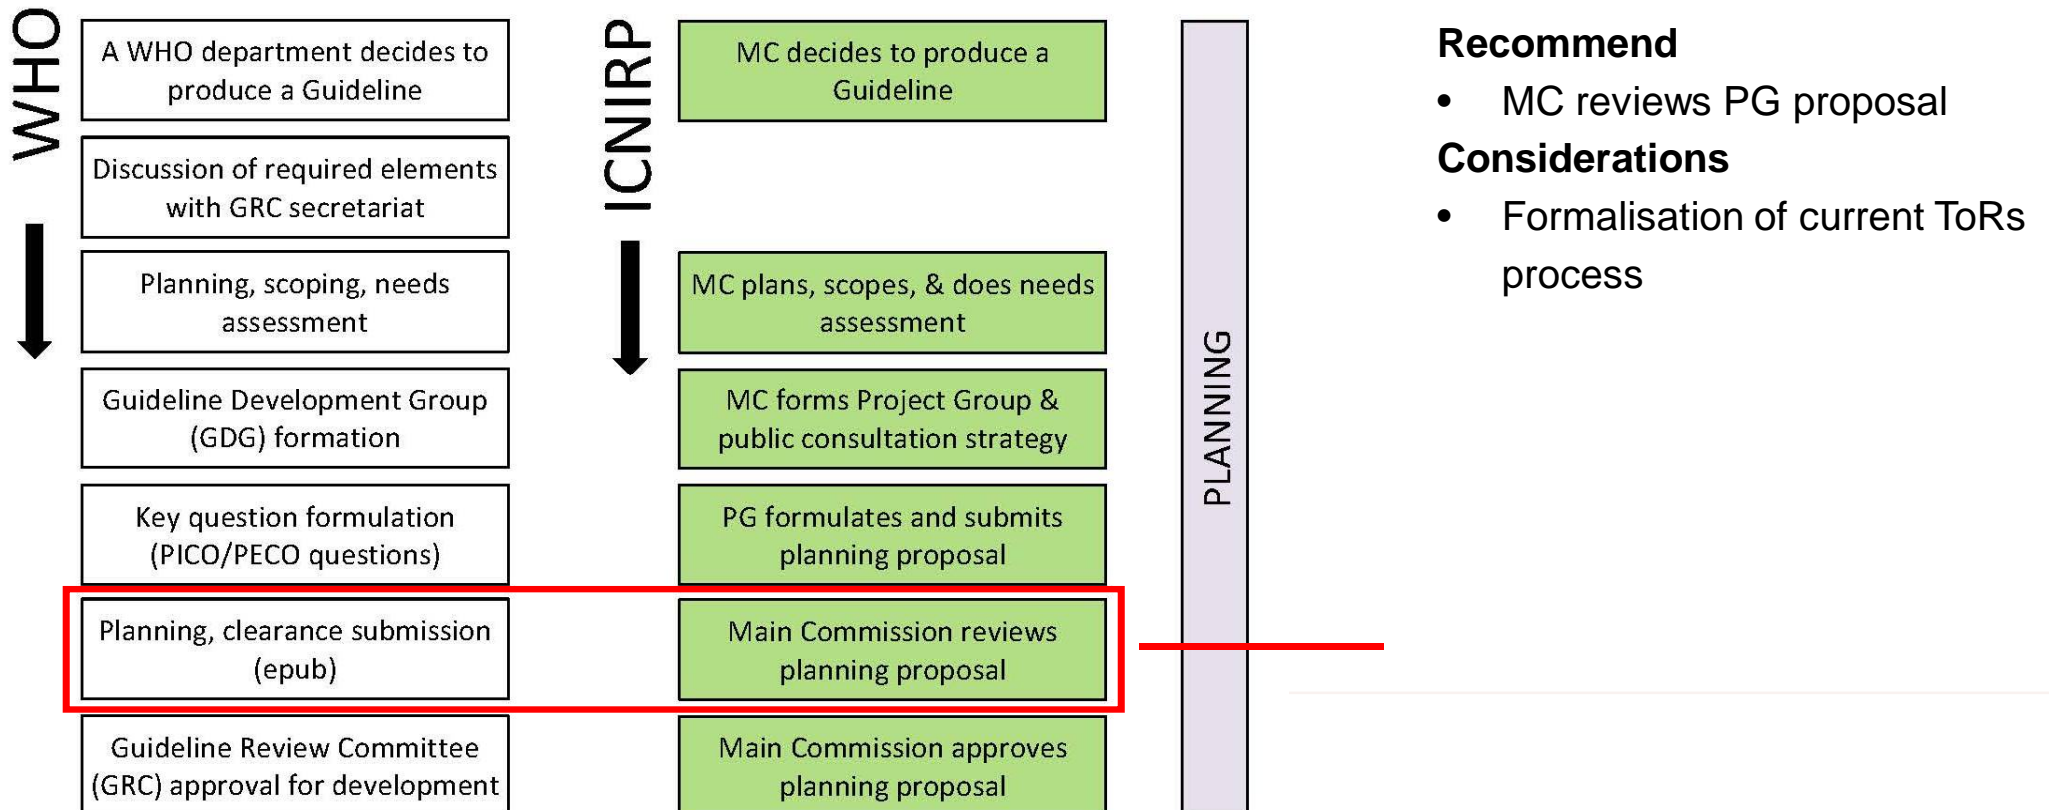 WHO
A WHO department decides to
produce a Guideline
Discussion of required elements
with GRC secretariat
Planning, scoping, needs
assessment
Guideline Development Group
(GDG) formation
Key question formulation
(PICO/PECO questions)
Planning, clearance submission
(epub)
Guideline Review Committee
(GRC) approval for development
ICNIRP
MC decides to produce a
Guideline
MC plans, scopes, & does needs
assessment
MC forms Project Group &
public consultation strategy
PG formulates and submits
planning proposal
Main Commission reviews
planning proposal
Main Commission approves
planning proposal
PLANNING
Recommend
• MC reviews PG proposal
Considerations
• Formalisation of current ToRs
process